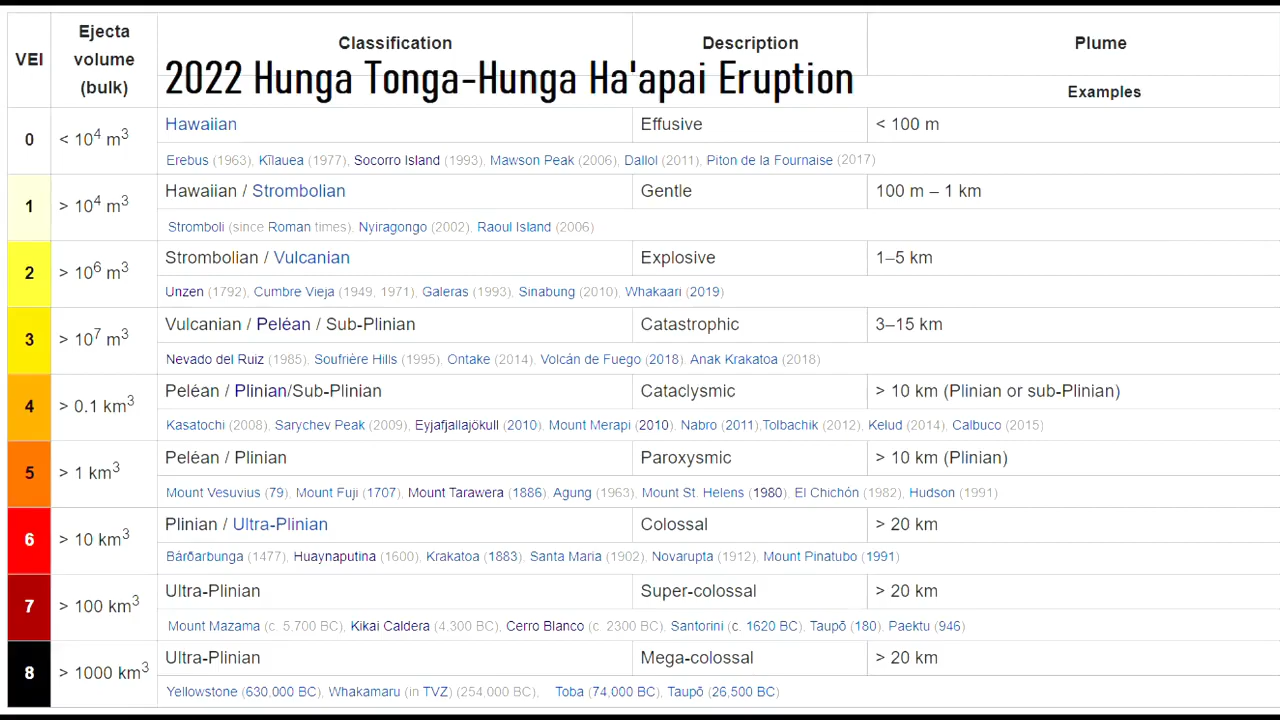 VEI
Ejecta
volume
(bulk)
Classification
Description
Plume
2022 Hunga Tonga-Hunga Ha'apai Eruption
Examples
0
< 10⁴ m³
Hawaiian
Effusive
< 100 m
Erebus (1963), Kīlauea (1977), Socorro Island (1993), Mawson Peak (2006), Dallol (2011), Piton de la Fournaise (2017)
1
> 10⁴ m³
Hawaiian / Strombolian
Gentle
100 m – 1 km
Stromboli (since Roman times), Nyiragongo (2002), Raoul Island (2006)
2
> 10⁶ m³
Strombolian / Vulcanian
Explosive
1–5 km
Unzen (1792), Cumbre Vieja (1949, 1971), Galeras (1993), Sinabung (2010), Whakaari (2019)
3
> 10⁷ m³
Vulcanian / Peléan / Sub-Plinian
Catastrophic
3–15 km
Nevado del Ruiz (1985), Soufrière Hills (1995), Ontake (2014), Volcán de Fuego (2018), Anak Krakatoa (2018)
4
> 0.1 km³
Peléan / Plinian/Sub-Plinian
Cataclysmic
> 10 km (Plinian or sub-Plinian)
Kasatochi (2008), Sarychev Peak (2009), Eyjafjallajökull (2010), Mount Merapi (2010), Nabro (2011),Tolbachik (2012), Kelud (2014), Calbuco (2015)
5
> 1 km³
Peléan / Plinian
Paroxysmic
> 10 km (Plinian)
Mount Vesuvius (79), Mount Fuji (1707), Mount Tarawera (1886), Agung (1963), Mount St. Helens (1980), El Chichón (1982), Hudson (1991)
6
> 10 km³
Plinian / Ultra-Plinian
Colossal
> 20 km
Bárðarbunga (1477), Huaynaputina (1600), Krakatoa (1883), Santa Maria (1902), Novarupta (1912), Mount Pinatubo (1991)
7
> 100 km³
Ultra-Plinian
Super-colossal
> 20 km
Mount Mazama (c. 5,700 BC), Kikai Caldera (4,300 BC), Cerro Blanco (c. 2300 BC), Santorini (c. 1620 BC), Taupō (180), Paektu (946)
8
> 1000 km³
Ultra-Plinian
Mega-colossal
> 20 km
Yellowstone (630,000 BC), Whakamaru (in TVZ) (254,000 BC), Toba (74,000 BC), Taupō (26,500 BC)